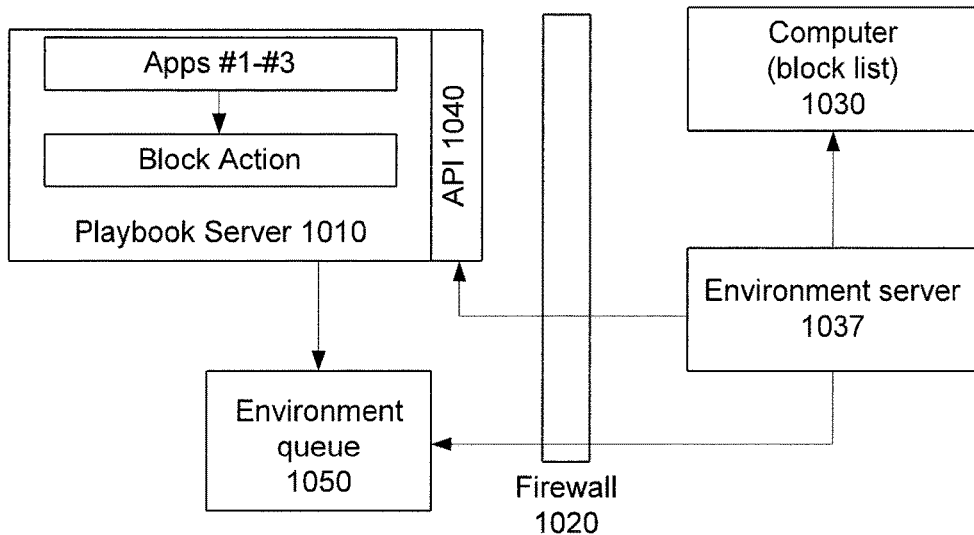 Apps #1-#3
Block Action
Playbook Server 1010
API 1040
Computer
(block list)
1030
Environment server
1037
Environment
queue
1050
Firewall
1020